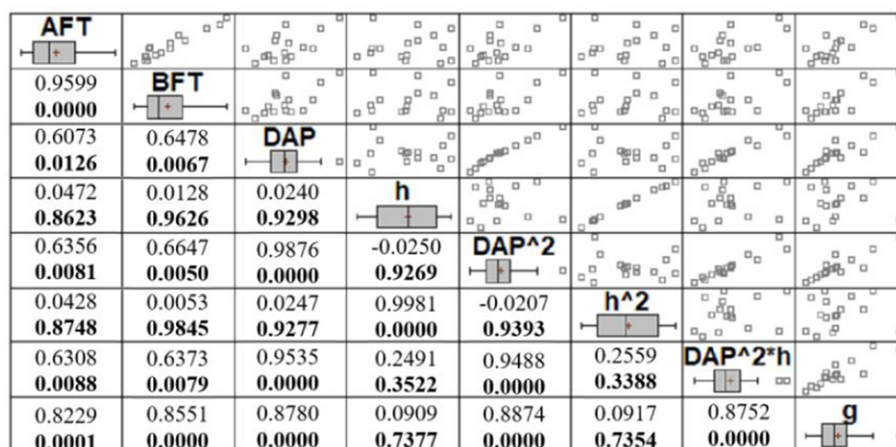 AFT
0.9599 BFT
0.0000
0.6073 0.6478 DAP
0.0126 0.0067
0.0472 0.0128 0.0240 h
0.8623 0.9626 0.9298
0.6356 0.6647 0.9876 -0.0250 DAP^2
0.0081 0.0050 0.0000 0.9269
0.0428 0.0053 0.0247 0.9981 -0.0207 h^2
0.8748 0.9845 0.9277 0.0000 0.9393
0.6308 0.6373 0.9535 0.2491 0.9488 0.2559 DAP^2*h
0.0088 0.0079 0.0000 0.3522 0.0000 0.3388
0.8229 0.8551 0.8780 0.0909 0.8874 0.0917 0.8752 g
0.0001 0.0000 0.0000 0.7377 0.0000 0.7354 0.0000